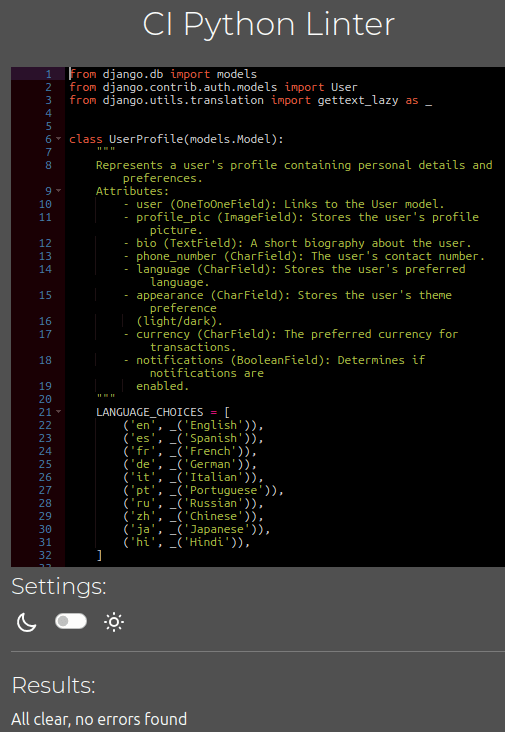 CI Python Linter
1 from django.db import models
2 from django.contrib.auth.models import User
3 from django.utils.translation import gettext_lazy as _
4
5
6 class UserProfile(models.Model):
7 """
8 Represents a user's profile containing personal details and
preferences.
9 Attributes:
10 - user (OneToOneField): Links to the User model.
11 - profile_pic (ImageField): Stores the user's profile
picture.
12 - bio (TextField): A short biography about the user.
13 - phone_number (CharField): The user's contact number.
14 - language (CharField): Stores the user's preferred
language.
15 - appearance (CharField): Stores the user's theme
preference
16 (light/dark).
17 - currency (CharField): The preferred currency for
transactions.
18 - notifications (BooleanField): Determines if
notifications are
19 enabled.
20 """
21 LANGUAGE_CHOICES = [
22 ('en', _('English')),
23 ('es', _('Spanish')),
24 ('fr', _('French')),
25 ('de', _('German')),
26 ('it', _('Italian')),
27 ('pt', _('Portuguese')),
28 ('ru', _('Russian')),
29 ('zh', _('Chinese')),
30 ('ja', _('Japanese')),
31 ('hi', _('Hindi')),
32 ]
Settings:
Results:
All clear, no errors found